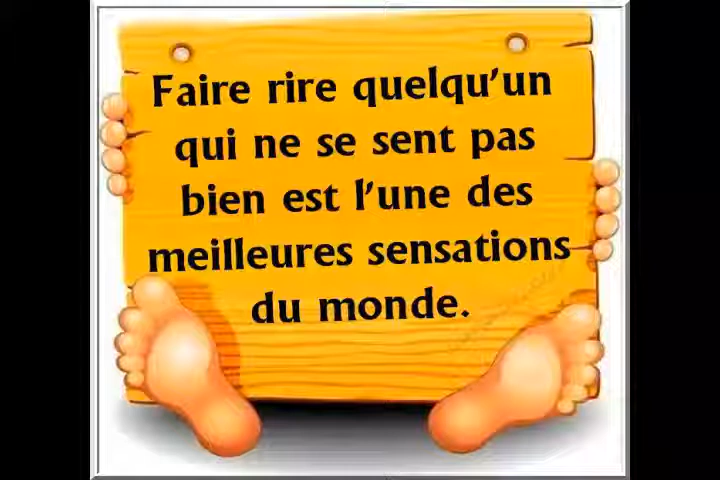 Faire rire quelqu'un
qui ne se sent pas
bien est l'une des
meilleures sensations
du monde.